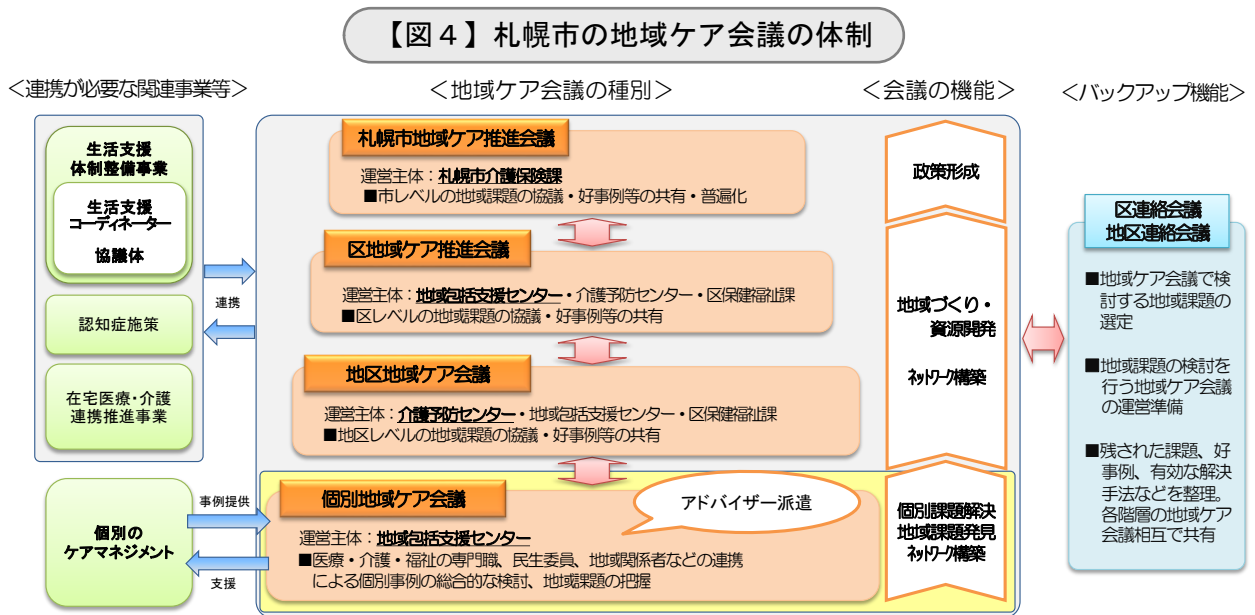 【図４】札幌市の地域ケア会議の体制
＜連携が必要な関連事業等＞
＜地域ケア会議の種別＞
＜会議の機能＞
＜バックアップ機能＞
生活支援
体制整備事業
生活支援
コーディネーター
協議体
認知症施策
在宅医療・介護
連携推進事業
連携
個別の
ケアマネジメント
事例提供
支援
札幌市地域ケア推進会議
運営主体：札幌市介護保険課
■市レベルの地域課題の協議・好事例等の共有・普遍化
区地域ケア推進会議
運営主体：地域包括支援センター・介護予防センター・区保健福祉課
■区レベルの地域課題の協議・好事例等の共有
地区地域ケア会議
運営主体：介護予防センター・地域包括支援センター・区保健福祉課
■地区レベルの地域課題の協議・好事例等の共有
個別地域ケア会議
アドバイザー派遣
運営主体：地域包括支援センター
■医療・介護・福祉の専門職、民生委員、地域関係者などの連携
による個別事例の総合的な検討、地域課題の把握
政策形成
地域づくり・
資源開発
ネットワーク構築
個別課題解決
地域課題発見
ネットワーク構築
区連絡会議
地区連絡会議
■地域ケア会議で検
討する地域課題の
選定
■地域課題の検討を
行う地域ケア会議
の運営準備
■残された課題、好
事例、有効な解決
手法などを整理。
各階層の地域ケア
会議相互で共有